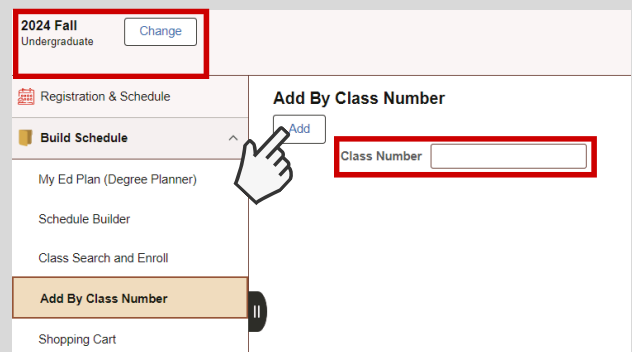 2024 Fall
Undergraduate
Change
Registration & Schedule
Build Schedule
My Ed Plan (Degree Planner)
Schedule Builder
Class Search and Enroll
Add By Class Number
Shopping Cart
Add By Class Number
Add
Class Number